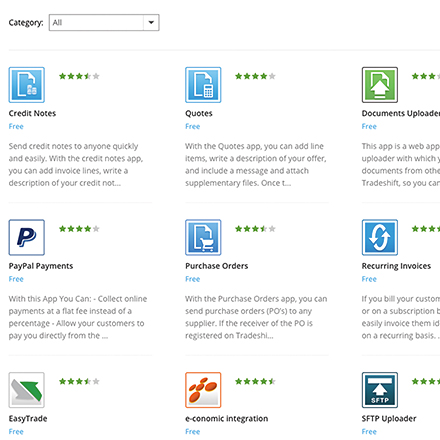 Category: All
Credit Notes
Free
Send credit notes to anyone quickly
and easily. With the credit notes app,
you can add invoice lines, write a
description of your credit not...
Quotes
Free
With the Quotes app, you can add line
items, write a description of your offer,
and include a message and attach
supplementary files. Once t...
Documents Uploader
Free
This app is a web app
uploader with which y
documents from othe
Tradeshift, so you can
PayPal Payments
Free
With this App You Can: - Collect online
payments at a flat fee instead of a
percentage - Allow your customers to
pay you directly from the ...
Purchase Orders
Free
With the Purchase Orders app, you can
send purchase orders (PO's) to any
supplier. If the receiver of the PO is
registered on Tradeshi...
Recurring Invoices
Free
If you bill your custom
or on a subscription b
easily invoice them id
on a recurring basis. .
EasyTrade
Free
e-conomic integration
Free
SFTP
SFTP Uploader
Free